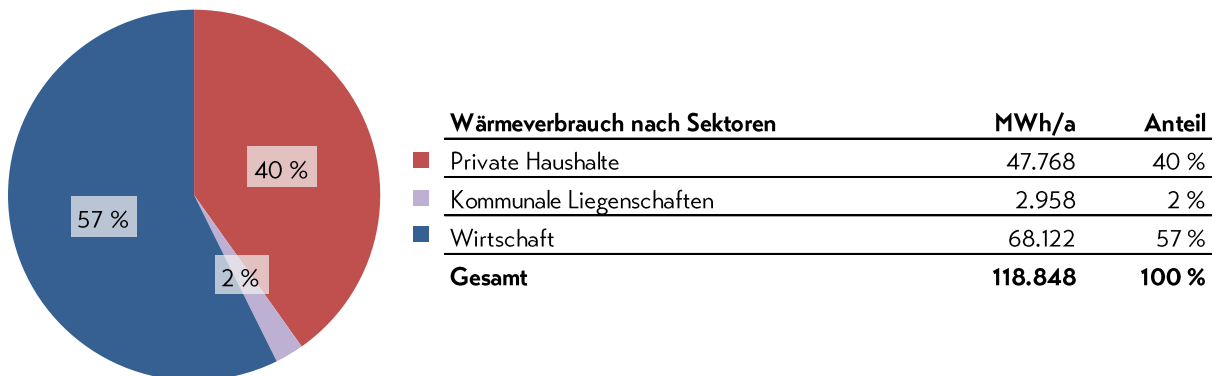 40 %
57 %
2 %
Wärmeverbrauch nach Sektoren MWh/a Anteil
Private Haushalte 47.768 40 %
Kommunale Liegenschaften 2.958 2 %
Wirtschaft 68.122 57 %
Gesamt 118.848 100 %